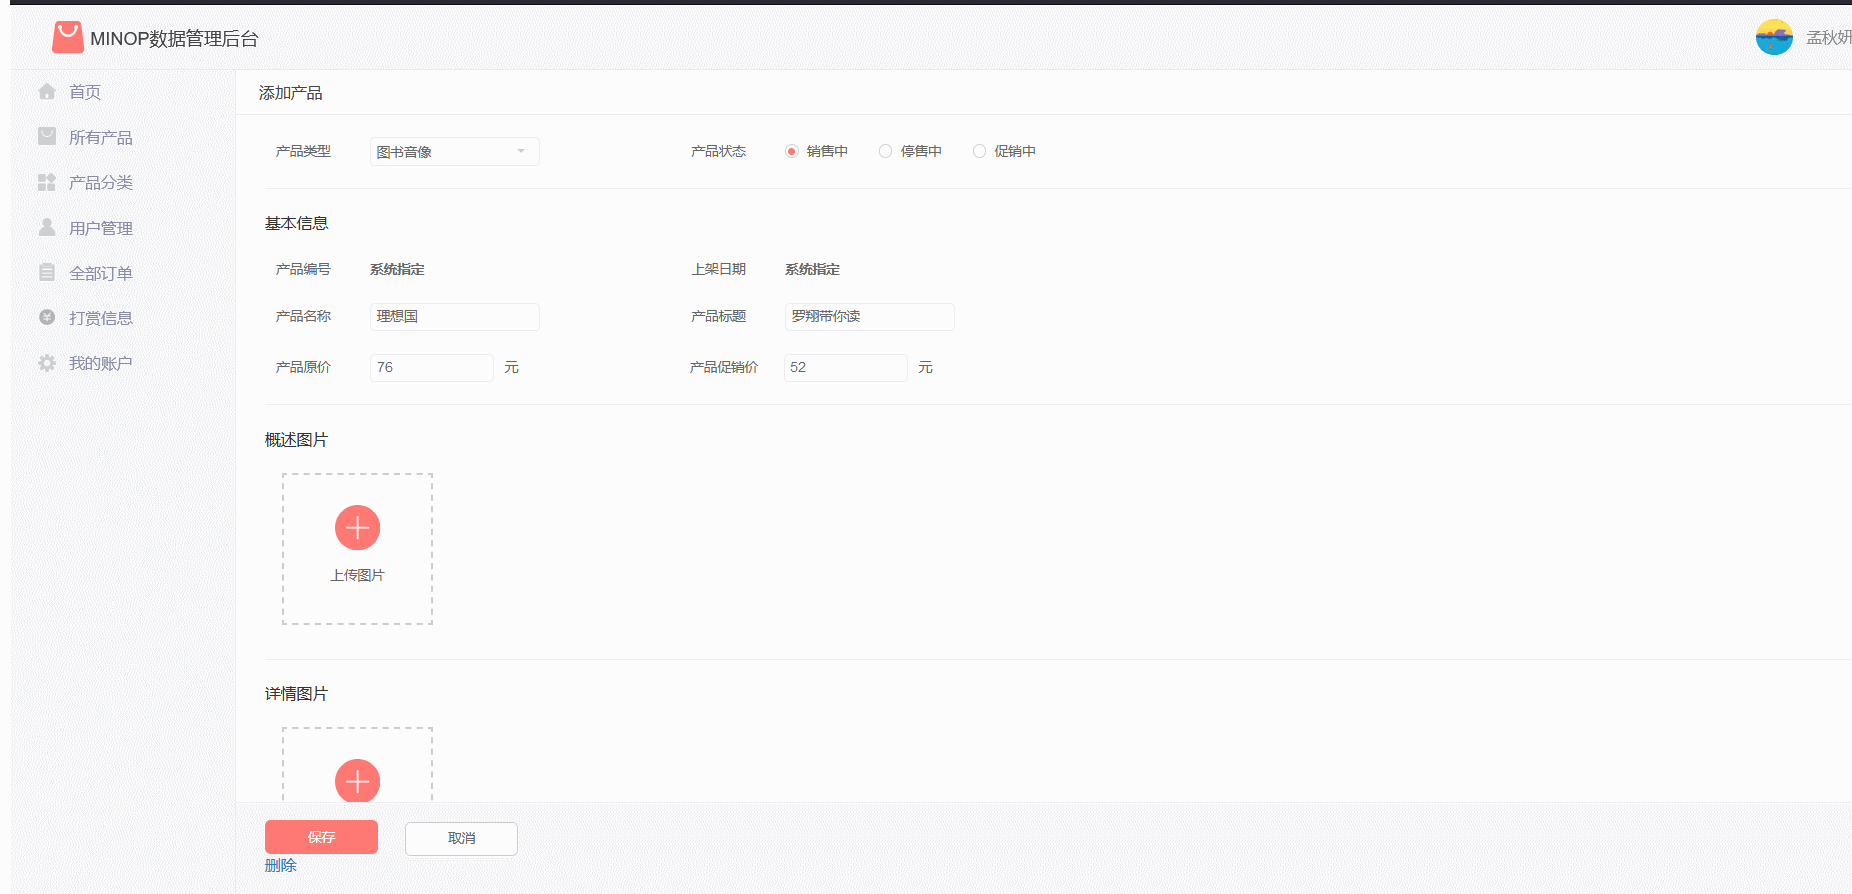 MINOP数据管理后台
孟秋妍
首页
所有产品
产品分类
用户管理
全部订单
打赏信息
我的账户
添加产品
产品类型 图书音像 产品状态 销售中 停售中 促销中
基本信息
产品编号 系统指定 上架日期 系统指定
产品名称 理想国 产品标题 罗翔带你读
产品原价 76 元 产品促销价 52 元
概述图片
上传图片
详情图片
保存 取消
删除